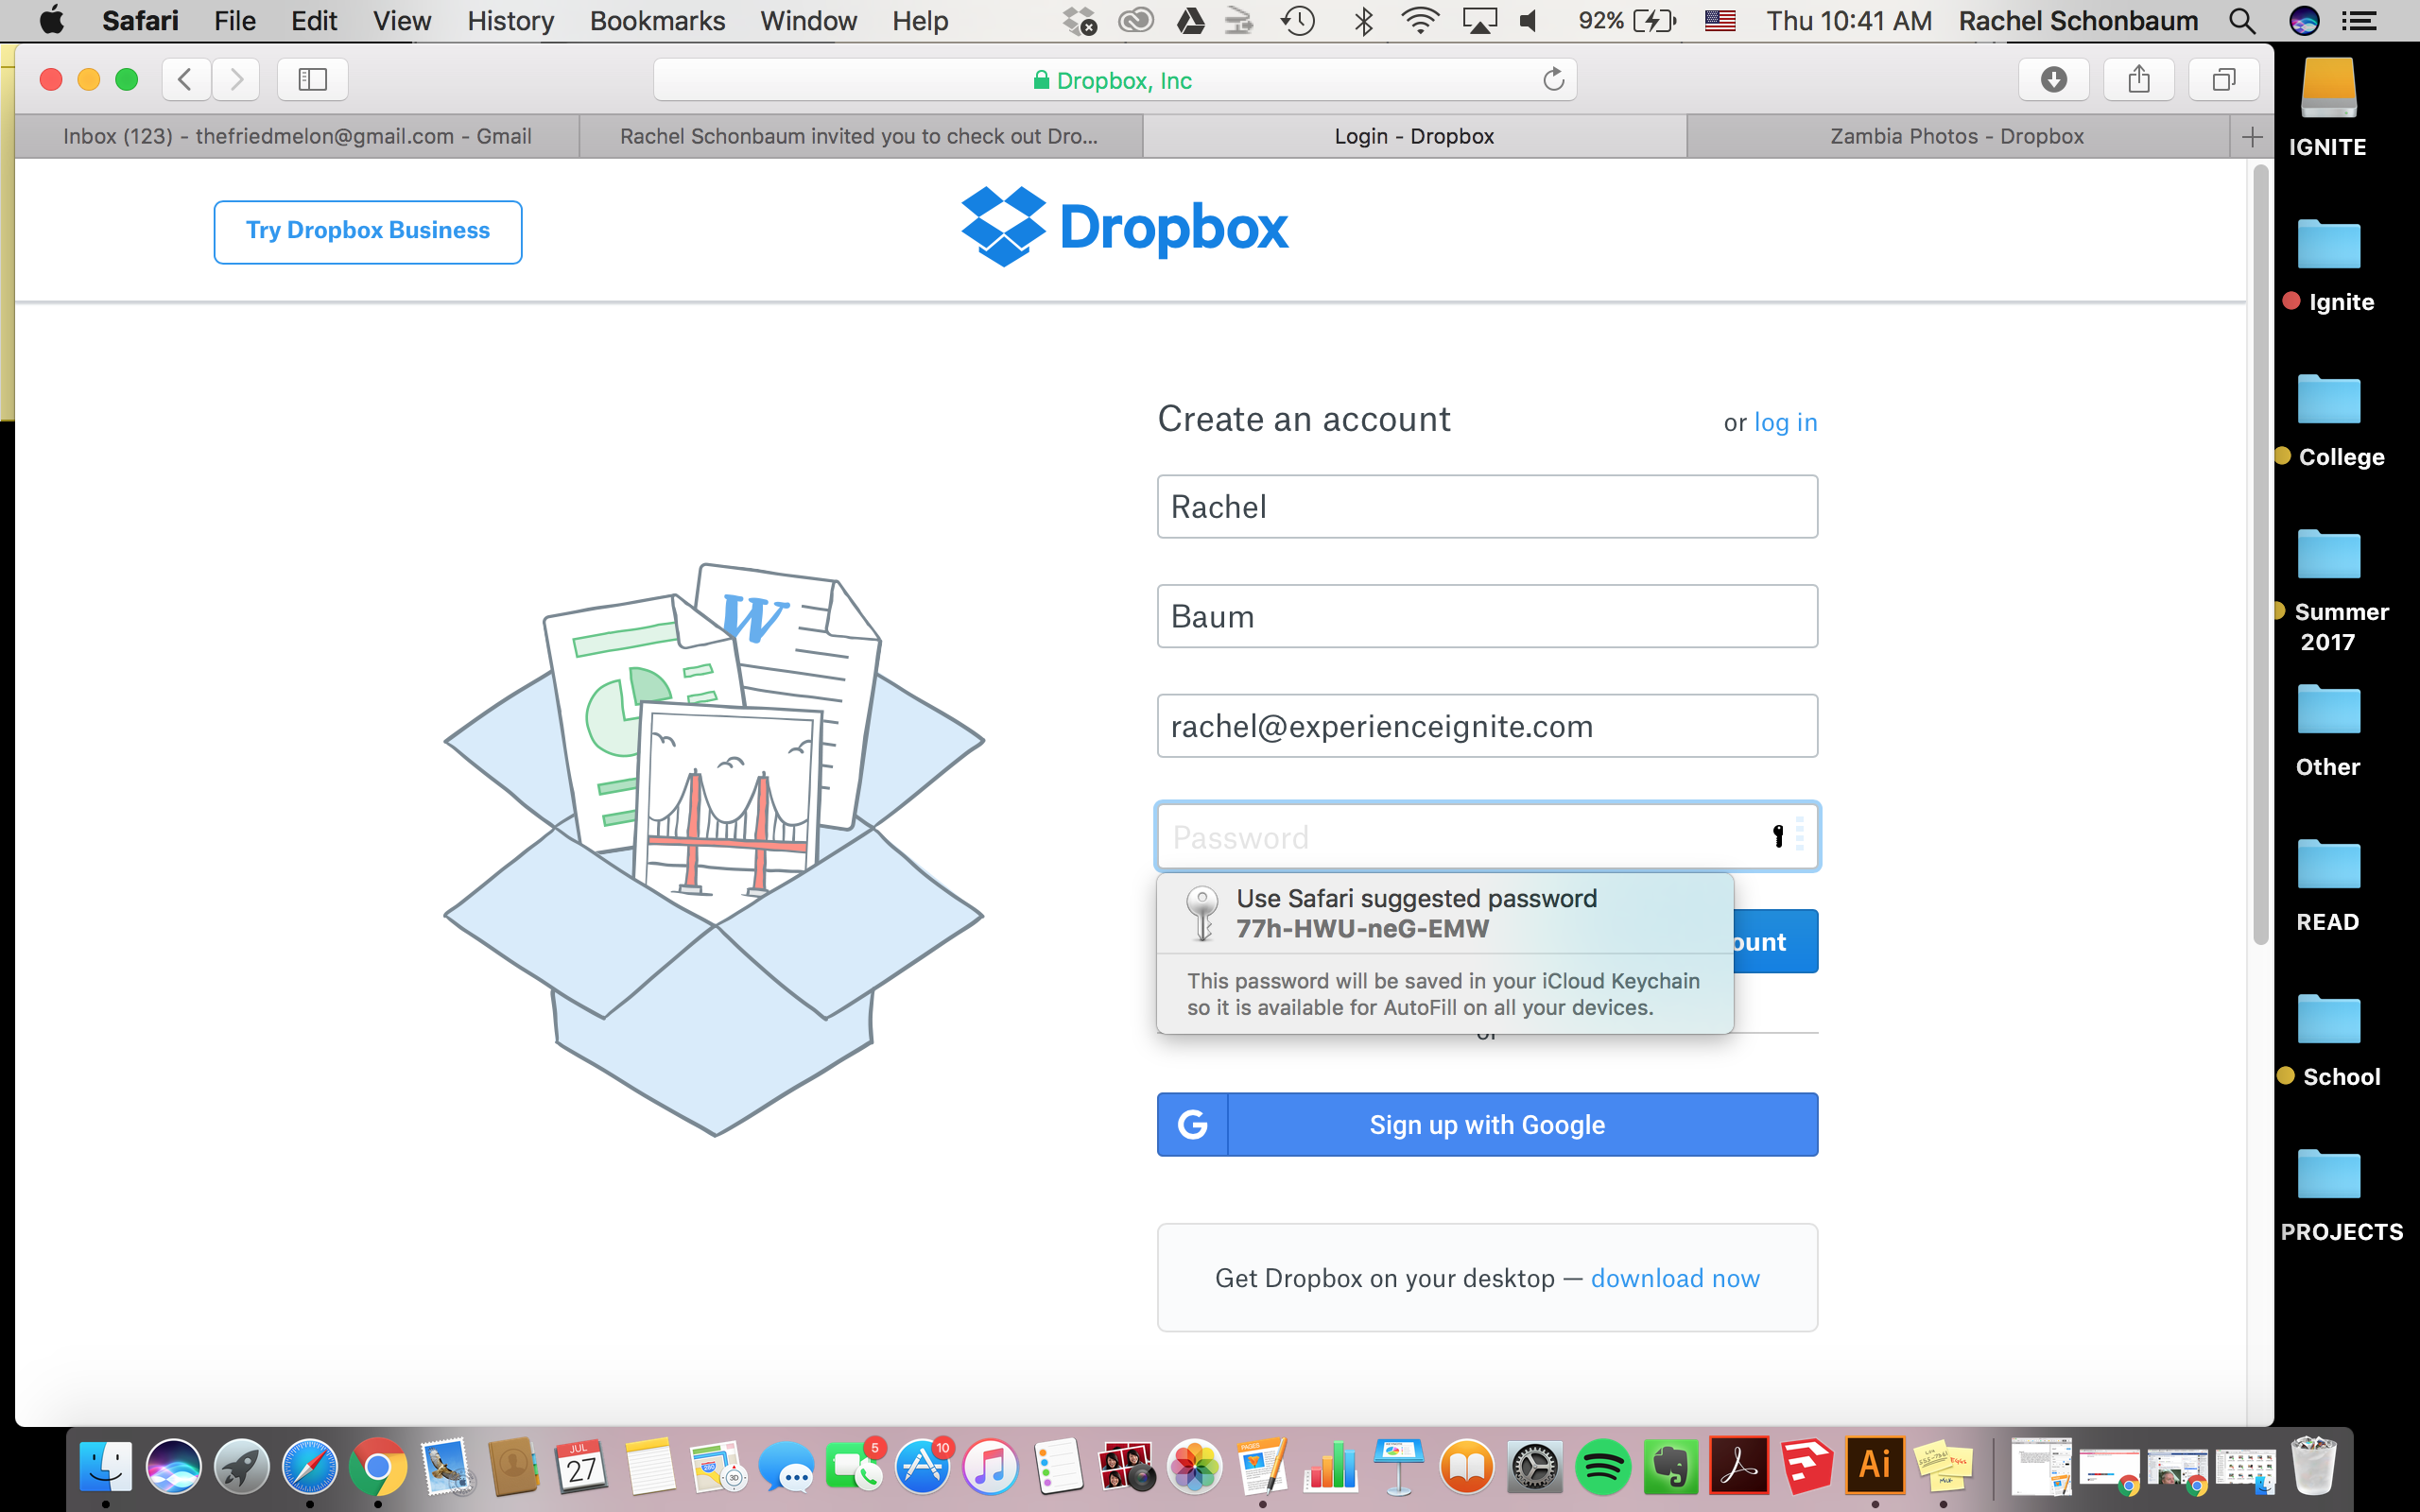 Safari File Edit View History Bookmarks Window Help 92% Thu 10:41 AM Rachel Schonbaum
Dropbox, Inc
Inbox (123) - thefriedmelon@gmail.com - Gmail
Rachel Schonbaum invited you to check out Dro...
Login - Dropbox
Zambia Photos - Dropbox
Try Dropbox Business
Dropbox
Create an account
or log in
Rachel
Baum
rachel@experienceignite.com
Password
Use Safari suggested password
77h-HWU-neG-EMW
ount
This password will be saved in your iCloud Keychain
so it is available for AutoFill on all your devices.
or
G
Sign up with Google
Get Dropbox on your desktop — download now
W
IGNITE
Ignite
College
Summer
2017
Other
READ
School
PROJECTS
JUL
27
3D
5
10
PAGES
Ai